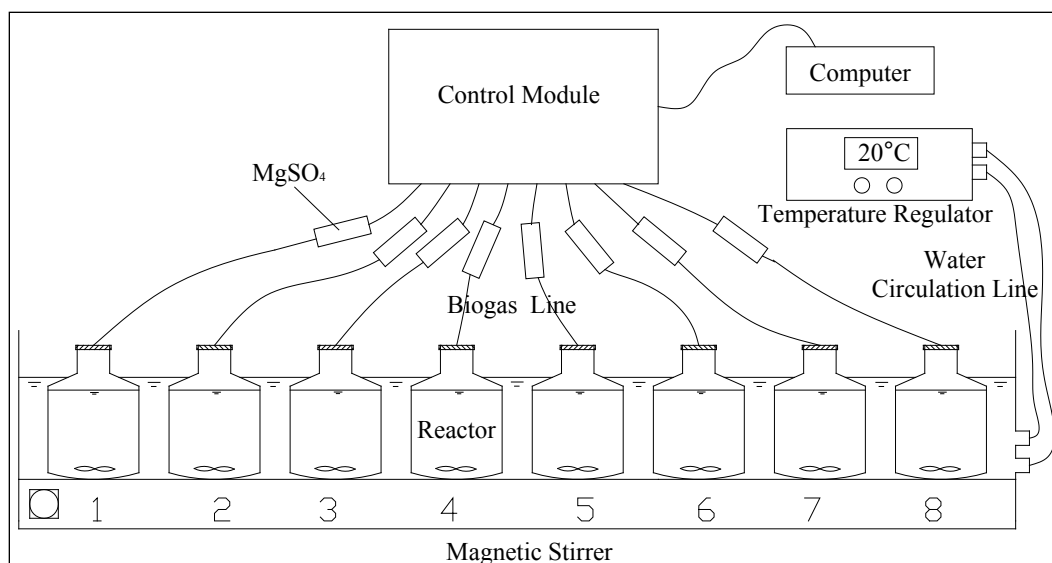 Control Module
Computer
20°C
Temperature Regulator
MgSO₄
Water
Circulation Line
Biogas Line
Reactor
1 2 3 4 5 6 7 8
Magnetic Stirrer